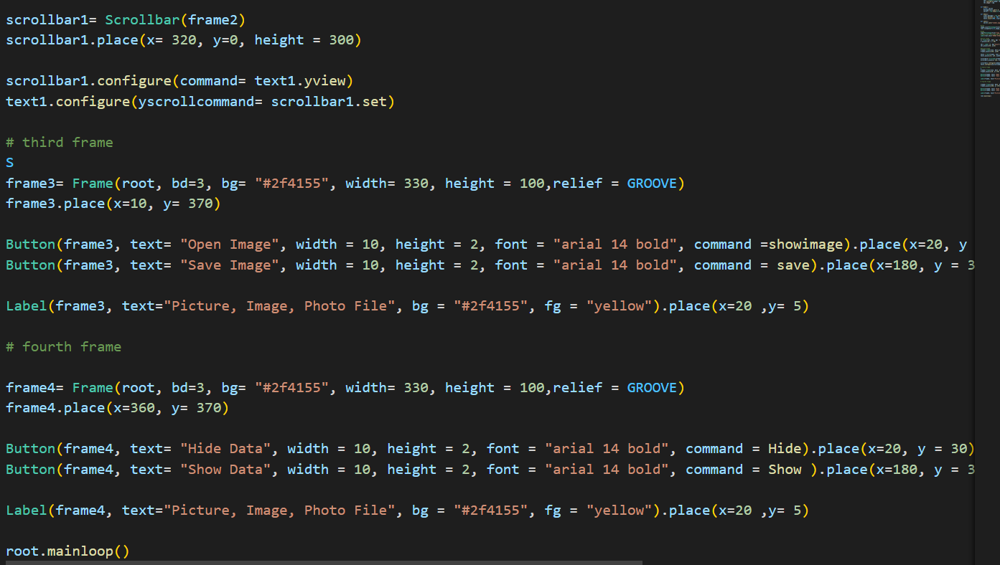 scrollbar1= Scrollbar(frame2)
scrollbar1.place(x= 320, y=0, height = 300)
scrollbar1.configure(command= text1.yview)
text1.configure(yscrollcommand= scrollbar1.set)
# third frame
S
frame3= Frame(root, bd=3, bg= "#2f4155", width= 330, height = 100,relief = GROOVE)
frame3.place(x=10, y= 370)
Button(frame3, text= "Open Image", width = 10, height = 2, font = "arial 14 bold", command =showimage).place(x=20, y
Button(frame3, text= "Save Image", width = 10, height = 2, font = "arial 14 bold", command = save).place(x=180, y = 3
Label(frame3, text="Picture, Image, Photo File", bg = "#2f4155", fg = "yellow").place(x=20 ,y= 5)
# fourth frame
frame4= Frame(root, bd=3, bg= "#2f4155", width= 330, height = 100,relief = GROOVE)
frame4.place(x=360, y= 370)
Button(frame4, text= "Hide Data", width = 10, height = 2, font = "arial 14 bold", command = Hide).place(x=20, y = 30)
Button(frame4, text= "Show Data", width = 10, height = 2, font = "arial 14 bold", command = Show ).place(x=180, y = 3
Label(frame4, text="Picture, Image, Photo File", bg = "#2f4155", fg = "yellow").place(x=20 ,y= 5)
root.mainloop()